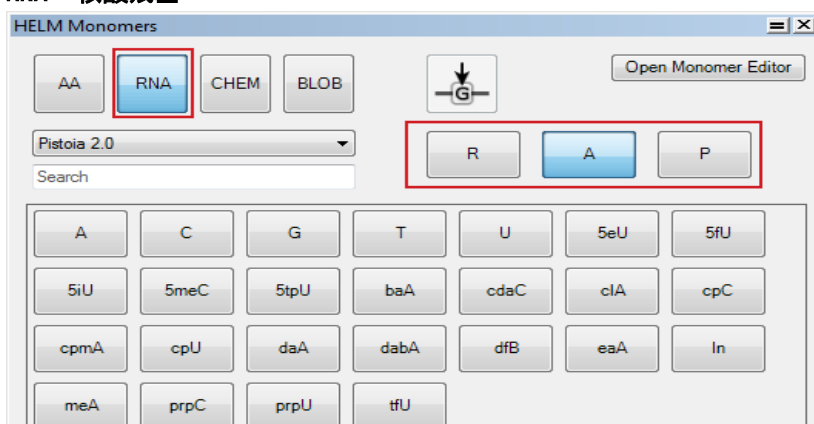 HELM Monomers
AA RNA CHEM BLOB G Open Monomer Editor
Pistoia 2.0 R A P
Search
A C G T U 5eU 5fU
5iU 5meC 5tpU baA cdaC clA cpC
cpmA cpU daA dabA dfB eaA In
meA prpC prpU tfU